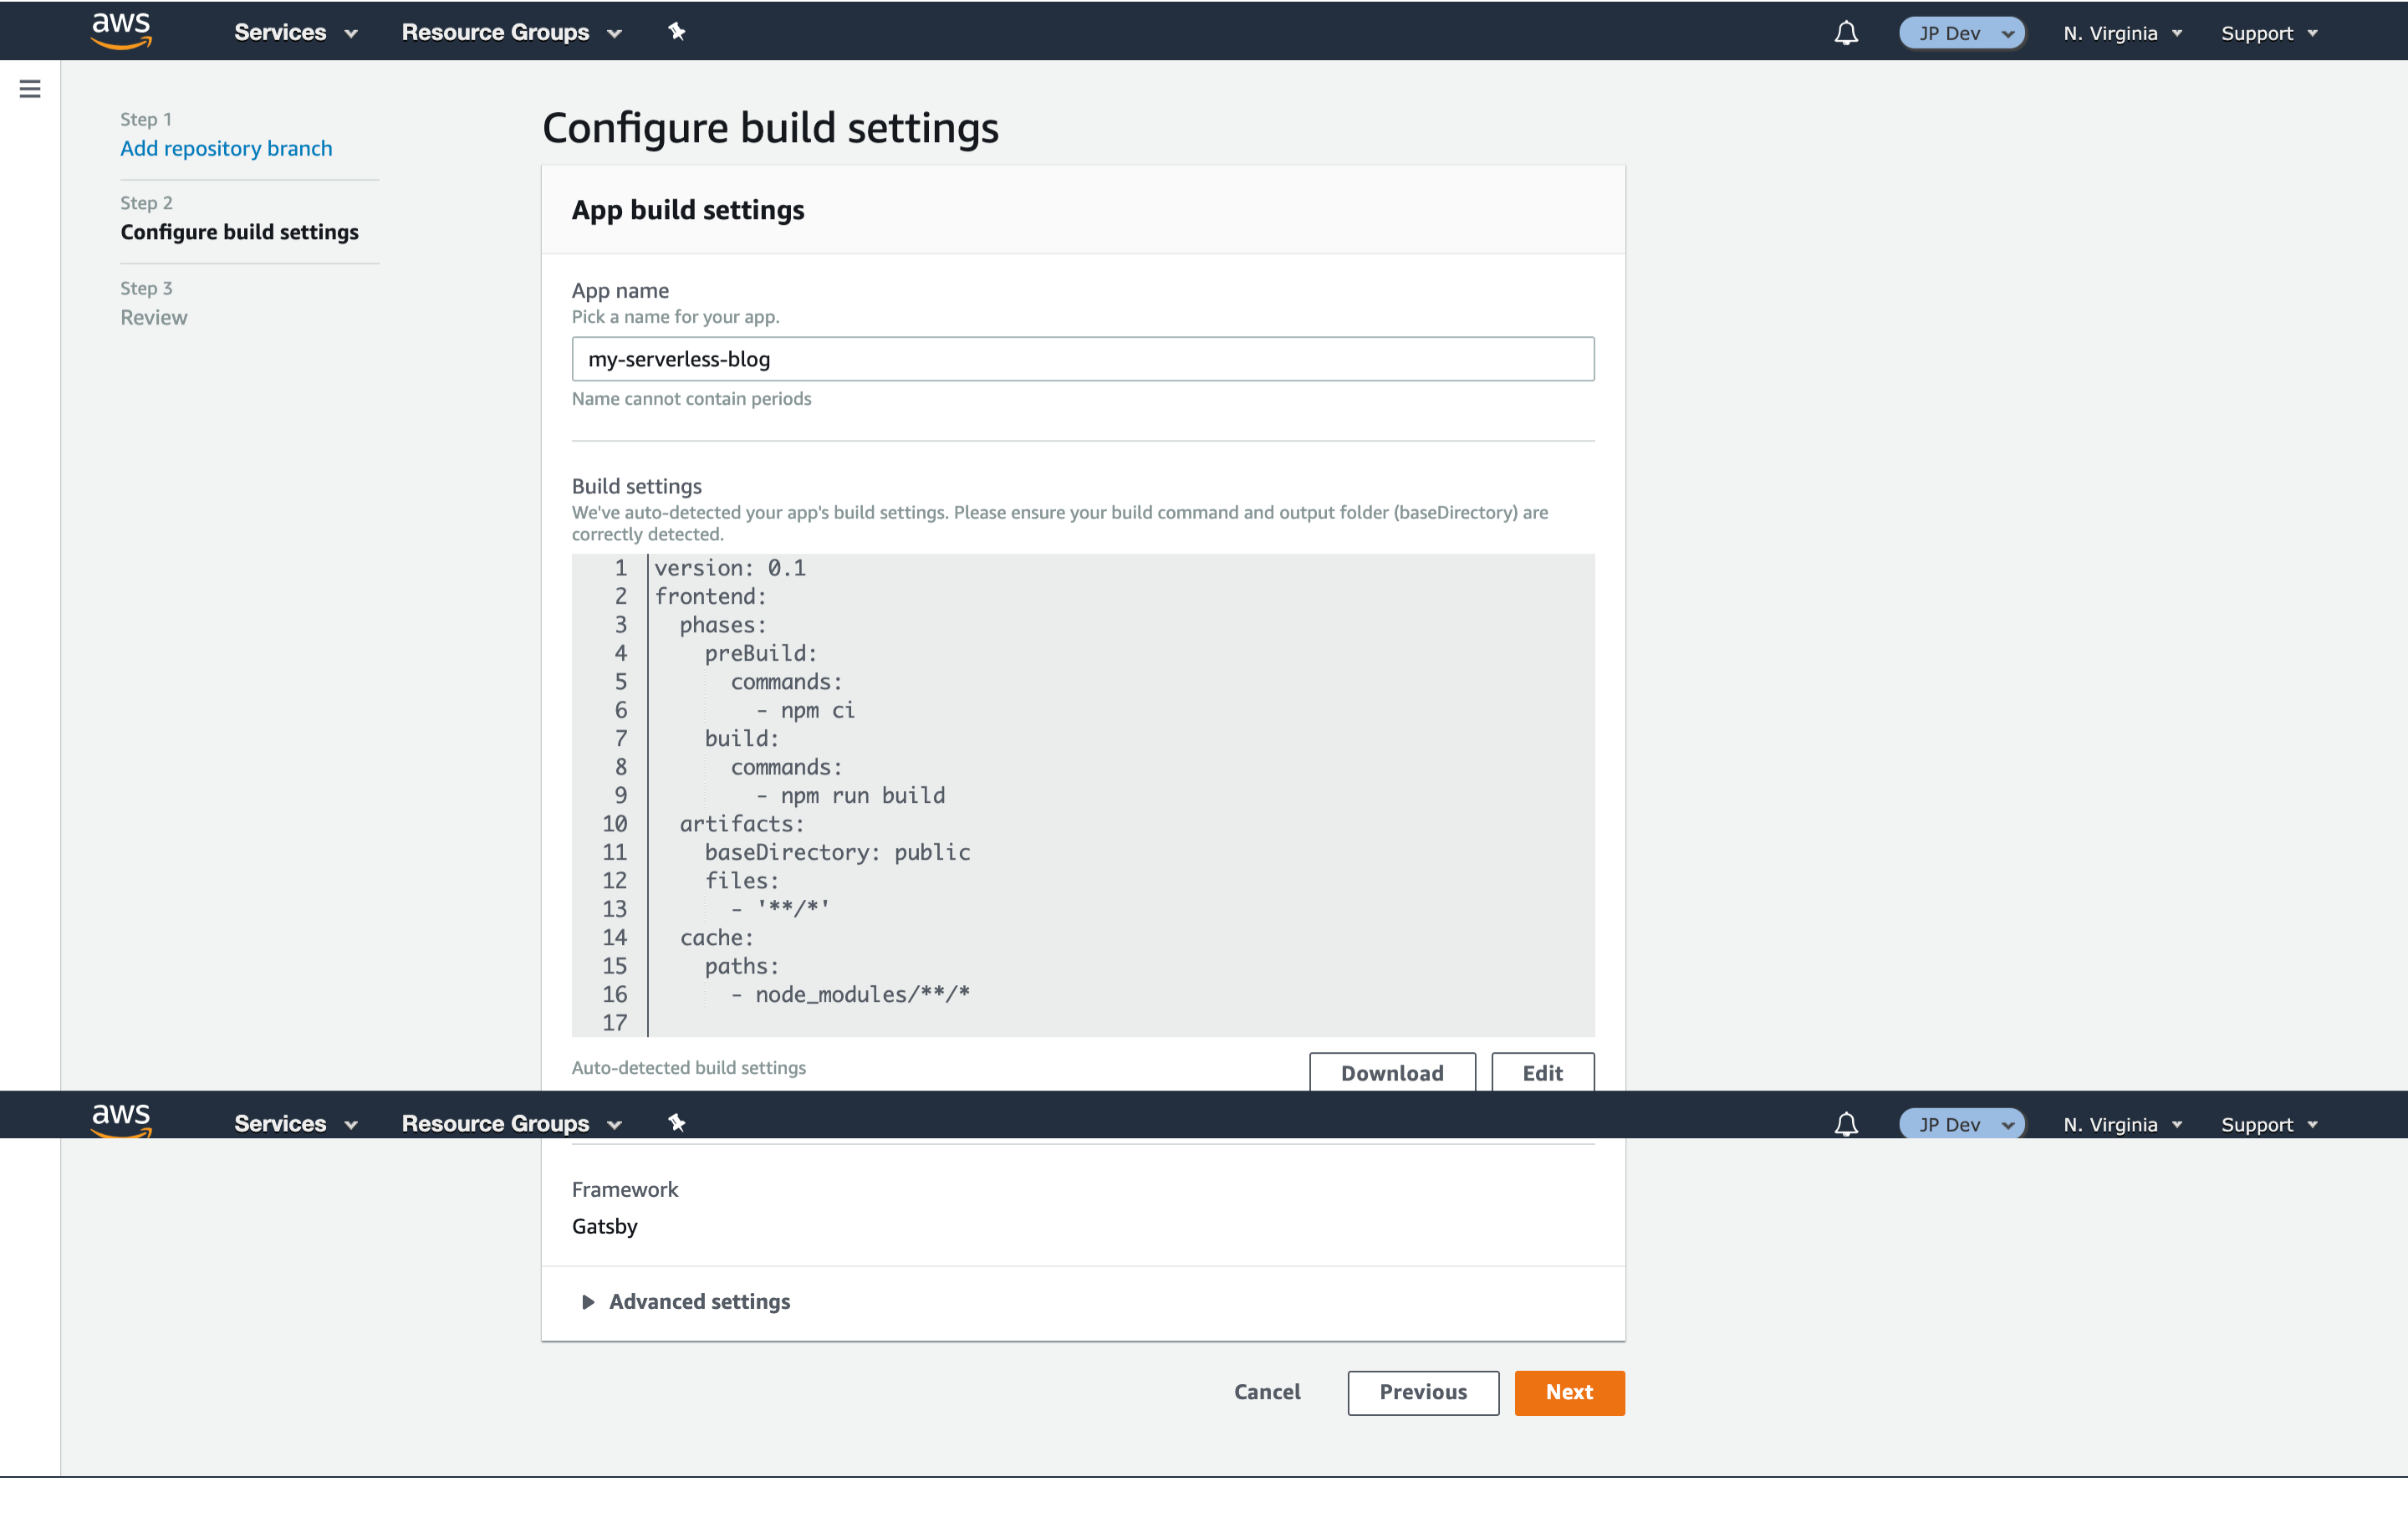 aws Services Resource Groups JP Dev N. Virginia Support
Step 1
Add repository branch
Step 2
Configure build settings
Step 3
Review
Configure build settings
App build settings
App name
Pick a name for your app.
my-serverless-blog
Name cannot contain periods
Build settings
We've auto-detected your app's build settings. Please ensure your build command and output folder (baseDirectory) are
correctly detected.
1 version: 0.1
2 frontend:
3   phases:
4     preBuild:
5       commands:
6         - npm ci
7     build:
8       commands:
9         - npm run build
10   artifacts:
11     baseDirectory: public
12     files:
13       - '**/*'
14   cache:
15     paths:
16       - node_modules/**/*
17
Auto-detected build settings Download Edit
aws Services Resource Groups JP Dev N. Virginia Support
Framework
Gatsby
Advanced settings
Cancel Previous Next